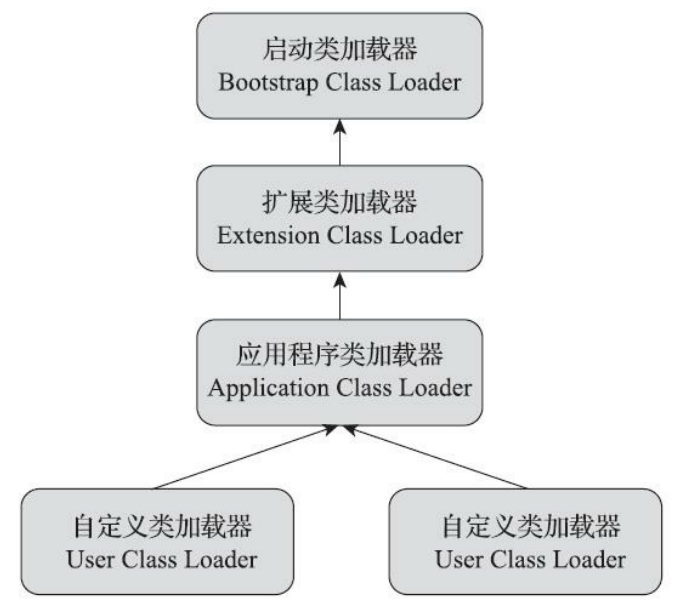 启动类加载器
Bootstrap Class Loader
扩展类加载器
Extension Class Loader
应用程序类加载器
Application Class Loader
自定义类加载器
User Class Loader
自定义类加载器
User Class Loader